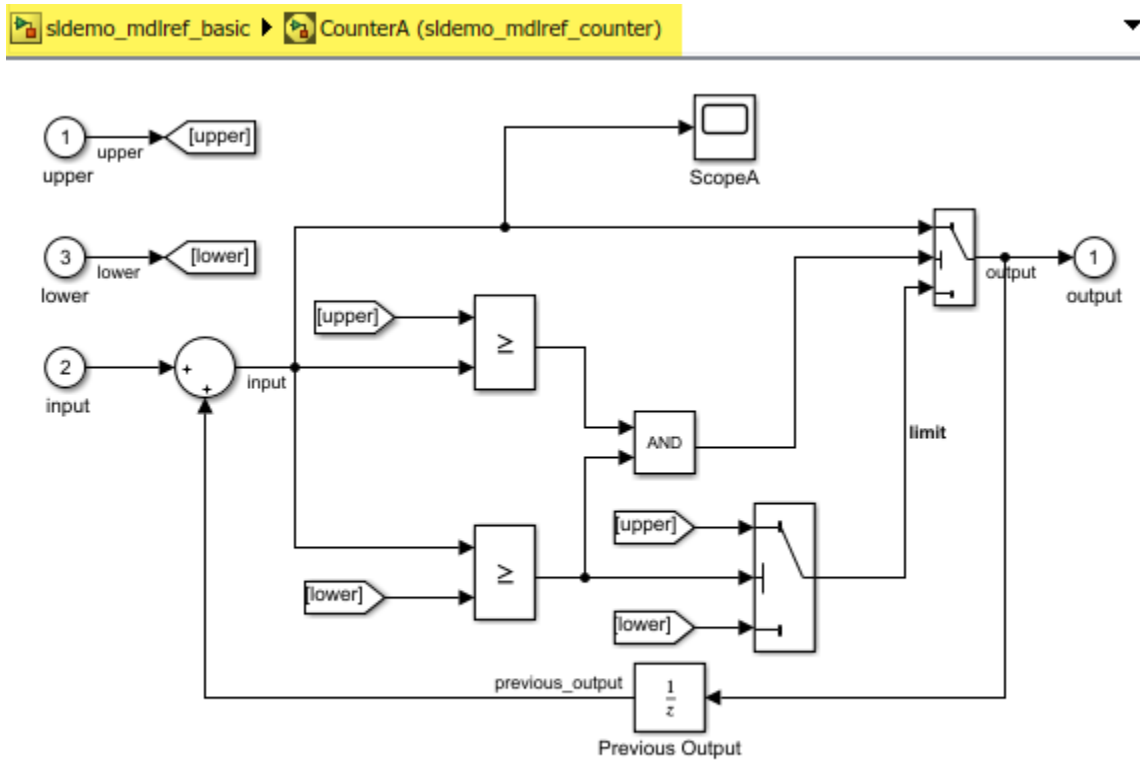 sldemo_mdlref_basic CounterA (sldemo_mdlref_counter)
1
upper
[upper]
upper
ScopeA
3
lower
[lower]
lower
output
1
output
[upper]
≥
2
input
input
AND
limit
[upper]
≥
[lower]
[lower]
previous_output
1
z
Previous Output
+
+